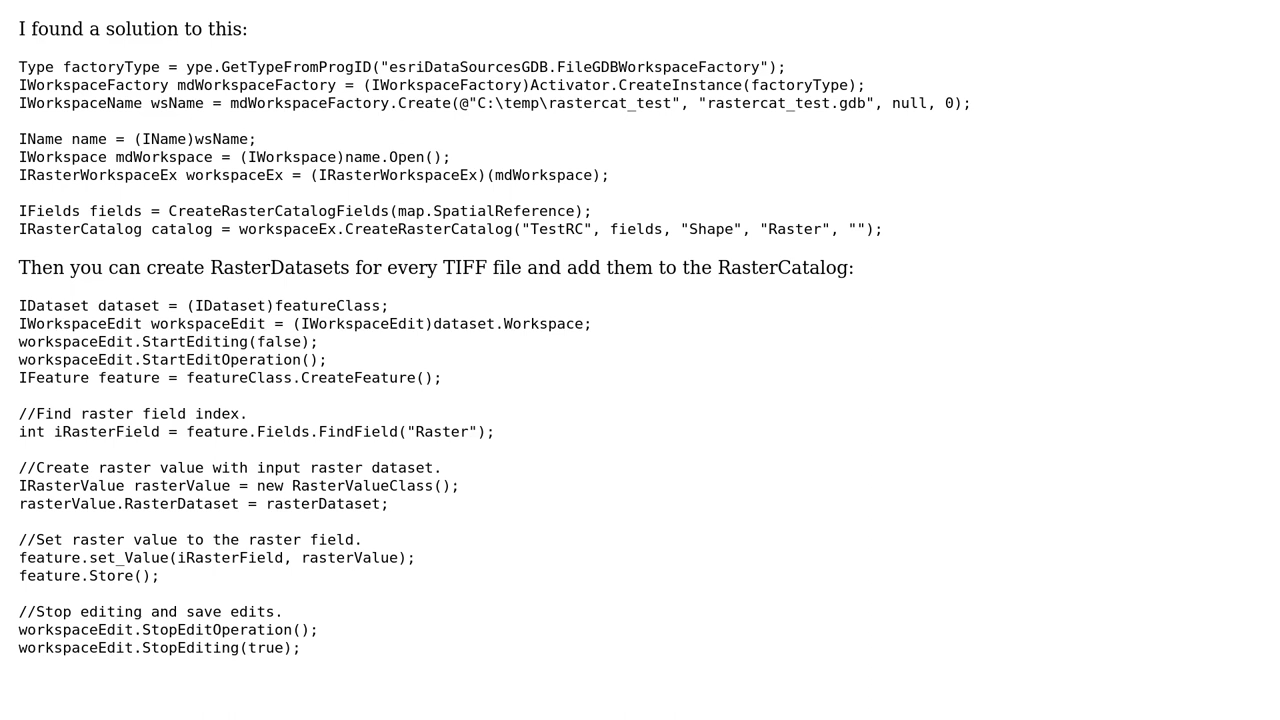 I found a solution to this:
Type factoryType = ype.GetTypeFromProgID("esriDataSourcesGDB.FileGDBWorkspaceFactory");
IWorkspaceFactory mdWorkspaceFactory = (IWorkspaceFactory)Activator.CreateInstance(factoryType);
IWorkspaceName wsName = mdWorkspaceFactory.Create(@"C:\temp\rastercat_test", "rastercat_test.gdb", null, 0);
IName name = (IName)wsName;
IWorkspace mdWorkspace = (IWorkspace)name.Open();
IRasterWorkspaceEx workspaceEx = (IRasterWorkspaceEx)(mdWorkspace);
IFields fields = CreateRasterCatalogFields(map.SpatialReference);
IRasterCatalog catalog = workspaceEx.CreateRasterCatalog("TestRC", fields, "Shape", "Raster", "");
Then you can create RasterDatasets for every TIFF file and add them to the RasterCatalog:
IDataset dataset = (IDataset)featureClass;
IWorkspaceEdit workspaceEdit = (IWorkspaceEdit)dataset.Workspace;
workspaceEdit.StartEditing(false);
workspaceEdit.StartEditOperation();
IFeature feature = featureClass.CreateFeature();
//Find raster field index.
int iRasterField = feature.Fields.FindField("Raster");
//Create raster value with input raster dataset.
IRasterValue rasterValue = new RasterValueClass();
rasterValue.RasterDataset = rasterDataset;
//Set raster value to the raster field.
feature.set_Value(iRasterField, rasterValue);
feature.Store();
//Stop editing and save edits.
workspaceEdit.StopEditOperation();
workspaceEdit.StopEditing(true);